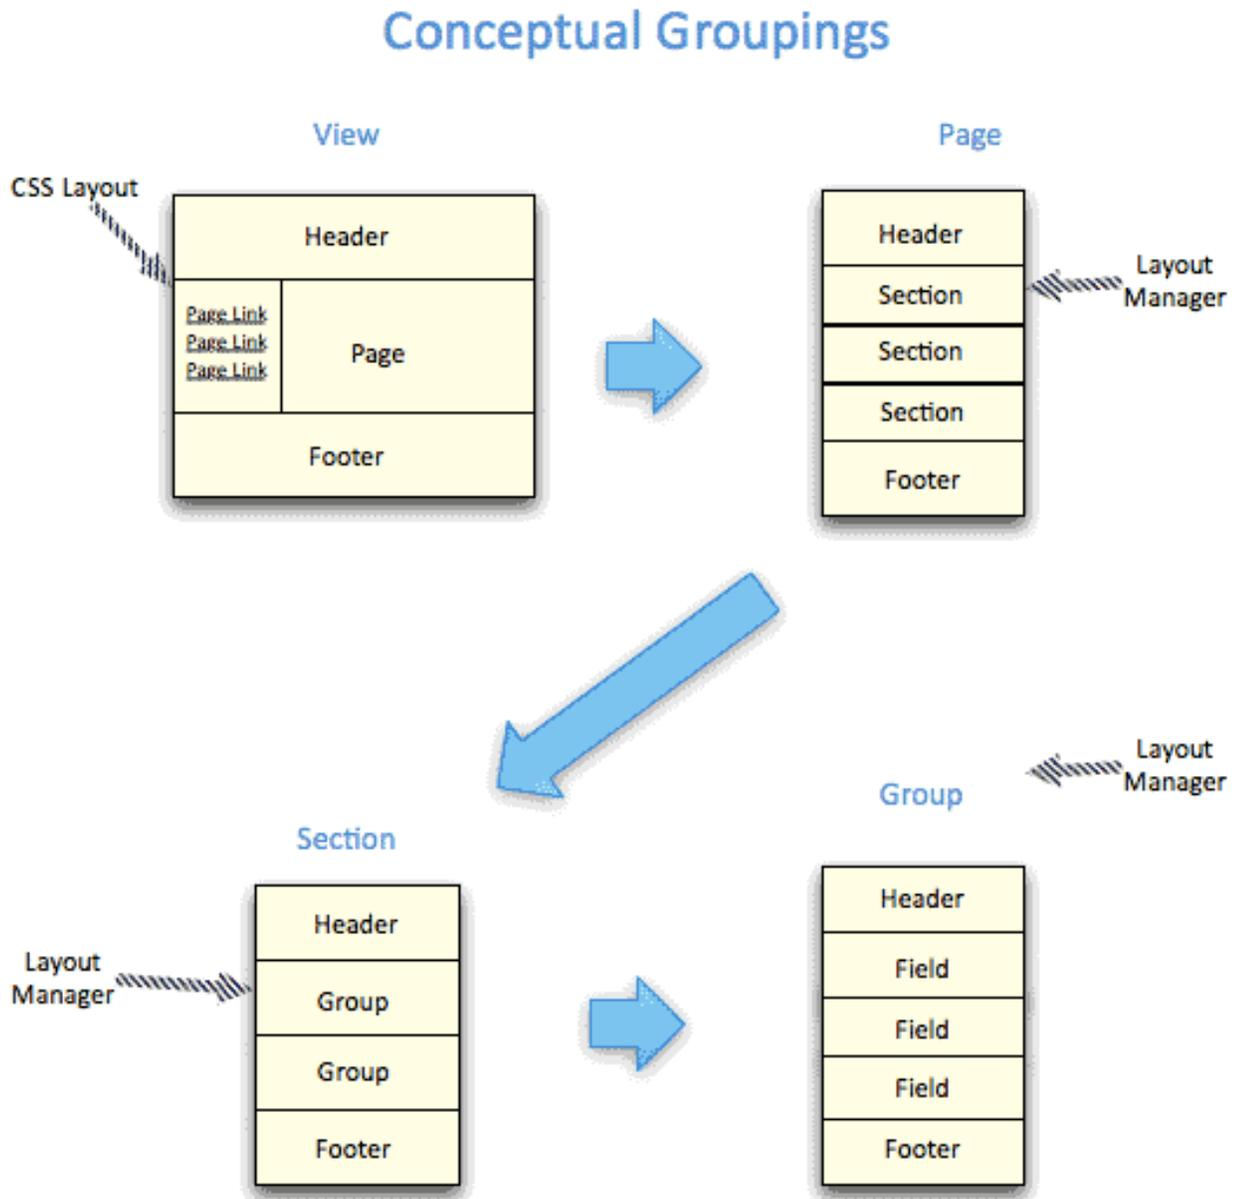 Conceptual Groupings
View
Page
CSS Layout
Header
Page Link
Page Link
Page Link
Page
Footer
Header
Section
Section
Section
Footer
Layout
Manager
Layout
Manager
Section
Group
Layout
Manager
Header
Group
Group
Footer
Header
Field
Field
Field
Footer